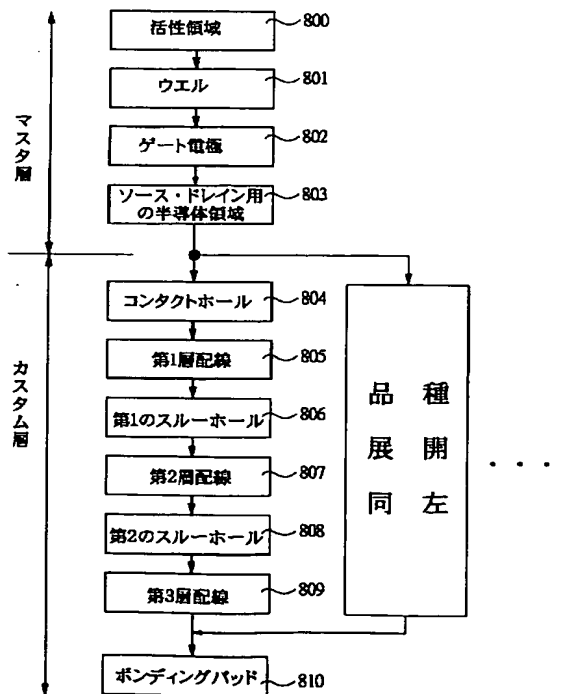 活性領域
800
ウエル
801
ゲート電極
802
ソース・ドレイン用
の半導体領域
803
マスタ層
コンタクトホール
804
第1層配線
805
第1のスルーホール
806
第2層配線
807
第2のスルーホール
808
第3層配線
809
ボンディングパッド
810
カスタム層
品種
展開
同左
・・・